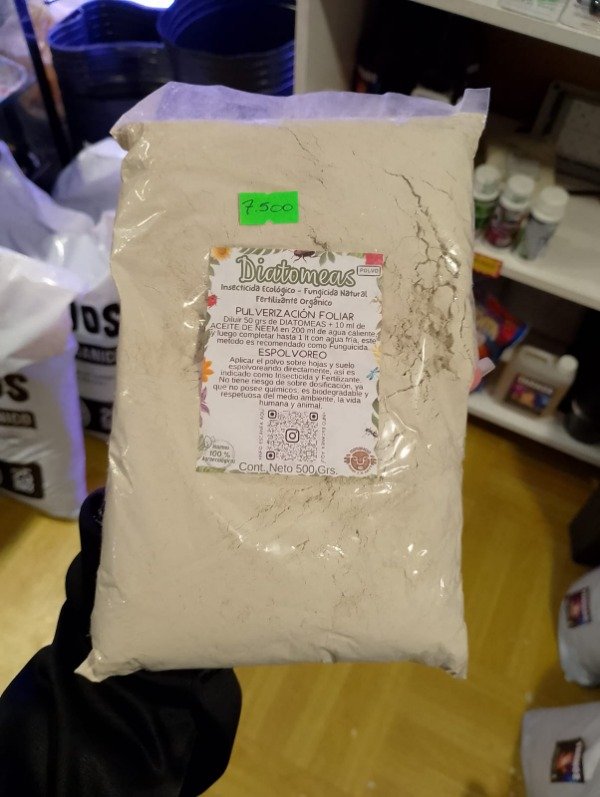 7.500
Diatomeas
POLVO
Insecticida Ecológico - Fungicida Natural
Fertilizante Orgánico
PULVERIZACIÓN FOLIAR
Diluir 50 grs de DIATOMEAS + 10 ml de
ACEITE DE NEEM en 200 ml de agua caliente
y luego completar hasta 1 lt con agua fría, este
metodo es recomendado como Funguicida.
ESPOLVOREO
Aplicar el polvo sobre hojas y suelo
espolvoreando directamente, asi es
indicado como Insecticida y Fertilizante.
No tiene riesgo de sobre dosificación, ya
que no posee químicos, es biodegradable y
respetuosa del medio ambiente, la vida
humana y animal.
100 %
Cont. Neto 500 Grs.